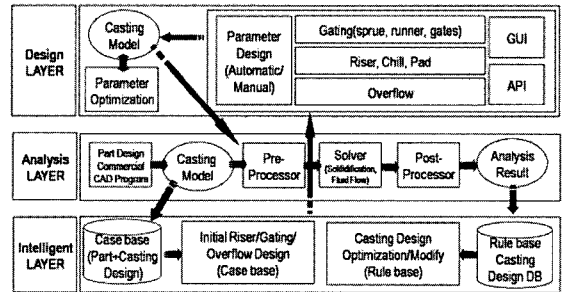 Design
LAYER
Casting
Model
Parameter
Optimization
Parameter
Design
(Automatic/
Manual)
Gating(sprue, runner, gates)
Riser, Chill, Pad
Overflow
GUI
API
Analysis
LAYER
Part Design
Commercial
CAD Program
Casting
Model
Pre-
Processor
Solver
(Solidification,
Fluid Flow)
Post-
Processor
Analysis
Result
Intelligent
LAYER
Case base
(Part+Casting
Design)
Initial Riser/Gating/
Overflow Design
(Case base)
Casting Design
Optimization/Modify
(Rule base)
Rule base
Casting
Design DB